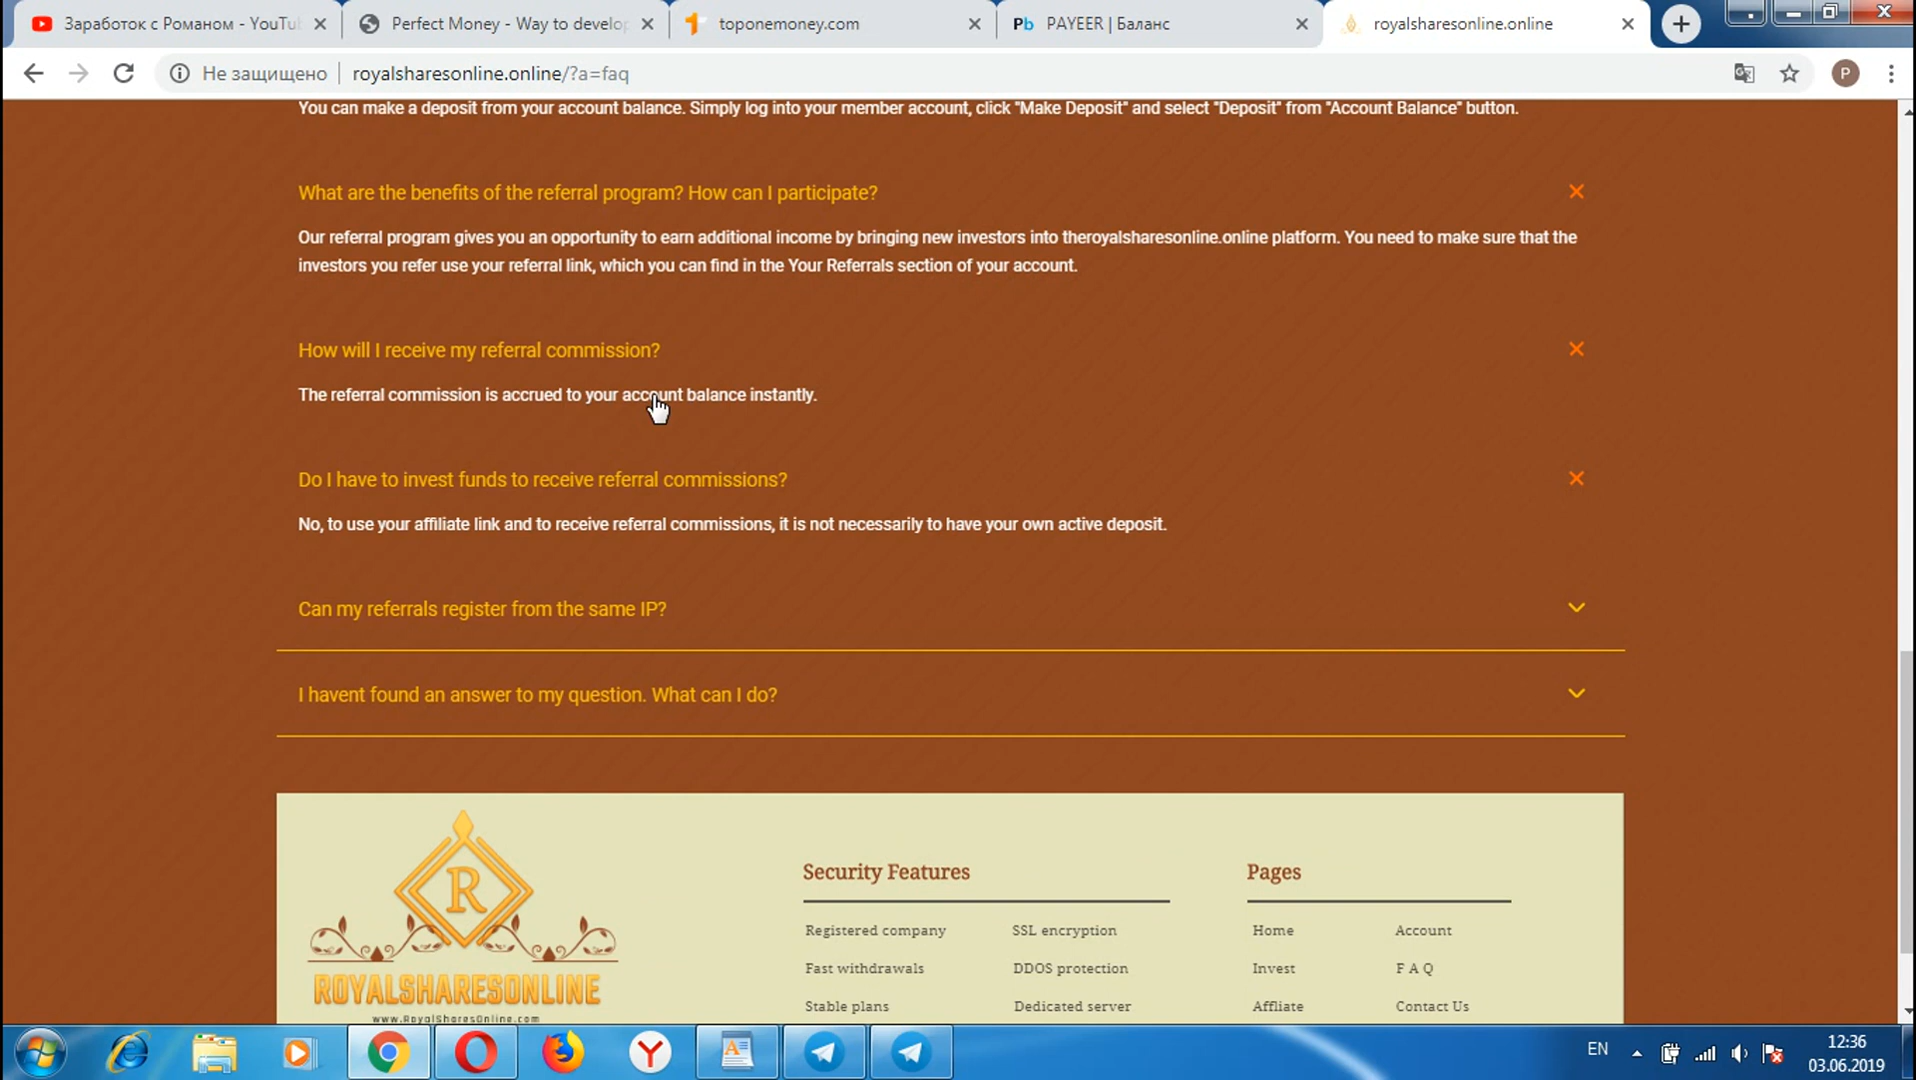 Заработок с Романом - YouTu
Perfect Money - Way to develop
toponemoney.com
Pb PAYEER | Баланс
royalsharesonline.online
Не защищено
royalsharesonline.online/?a=faq
P
You can make a deposit from your account balance. Simply log into your member account, click "Make Deposit" and select "Deposit" from "Account Balance" button.
What are the benefits of the referral program? How can I participate?
Our referral program gives you an opportunity to earn additional income by bringing new investors into theroyalsharesonline.online platform. You need to make sure that the
investors you refer use your referral link, which you can find in the Your Referrals section of your account.
How will I receive my referral commission?
The referral commission is accrued to your account balance instantly.
Do I have to invest funds to receive referral commissions?
No, to use your affiliate link and to receive referral commissions, it is not necessarily to have your own active deposit.
Can my referrals register from the same IP?
I havent found an answer to my question. What can I do?
R
ROYALSHARESONLINE
www.RoyalSharesOnline.com
Security Features
Registered company
SSL encryption
Fast withdrawals
DDOS protection
Stable plans
Dedicated server
Pages
Home
Account
Invest
F A Q
Affliate
Contact Us
EN
12:36
03.06.2019